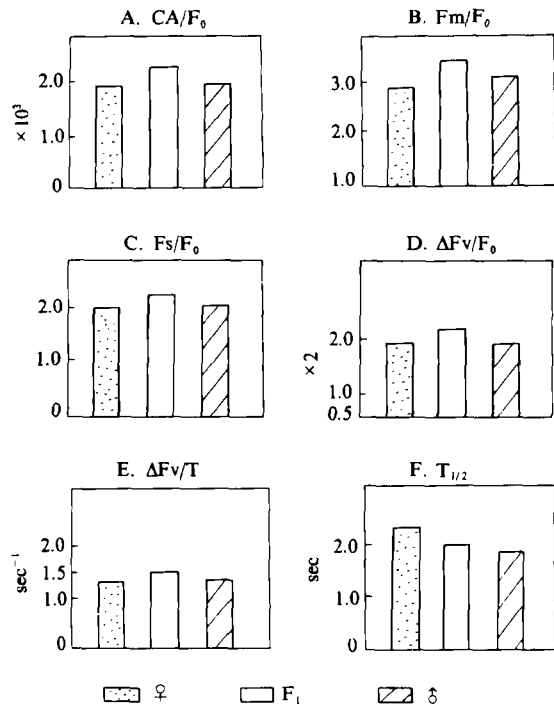 A. CA/F₀
B. Fm/F₀
× 10³
2.0
1.0
0
3.0
2.0
1.0
C. Fs/F₀
D. ΔFv/F₀
2.0
1.0
0
× 2
2.0
1.0
0.5
E. ΔFv/T
F. T₁/₂
sec⁻¹
2.0
1.5
1.0
0
sec
2.0
1.0
0
♀ F₁ ♂